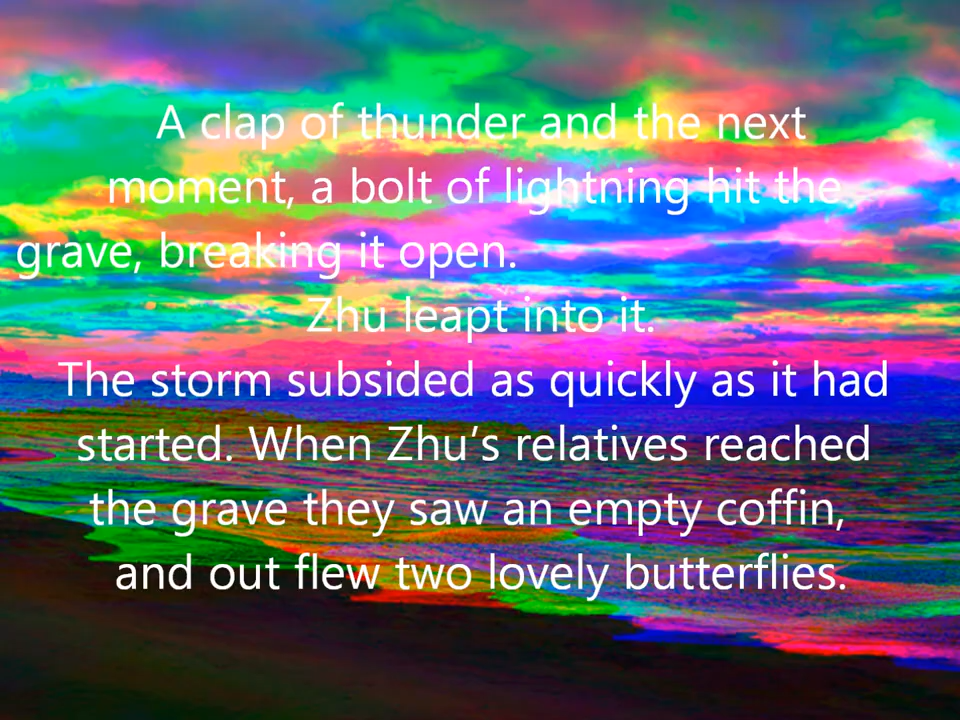 A clap of thunder and the next
moment, a bolt of lightning hit the
grave, breaking it open.
Zhu leapt into it.
The storm subsided as quickly as it had
started. When Zhu’s relatives reached
the grave they saw an empty coffin,
and out flew two lovely butterflies.